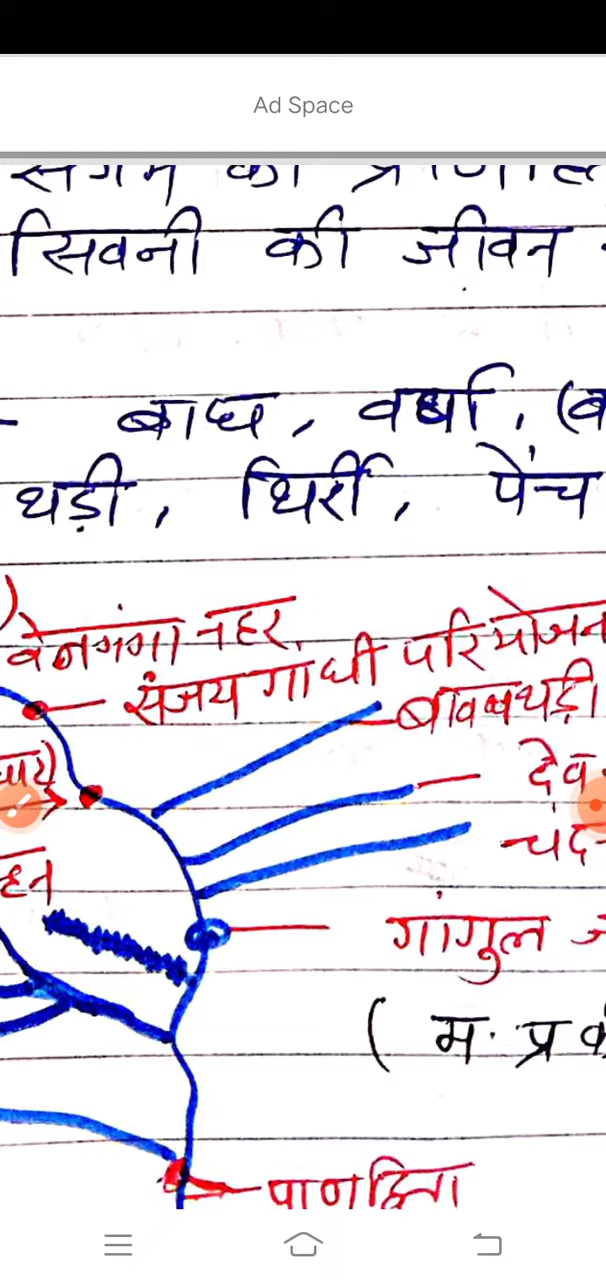 Ad Space
सिवनी की जीवन
- बाघ, वर्धा, (ब
थड़ी, थिर्री, पेंच
)
वेनगंगा नहर
संजय गांधी परियोजन
बावनथड़ी
देव
चंद
गांगुल ज
( म. प्र क
प्राणहिता